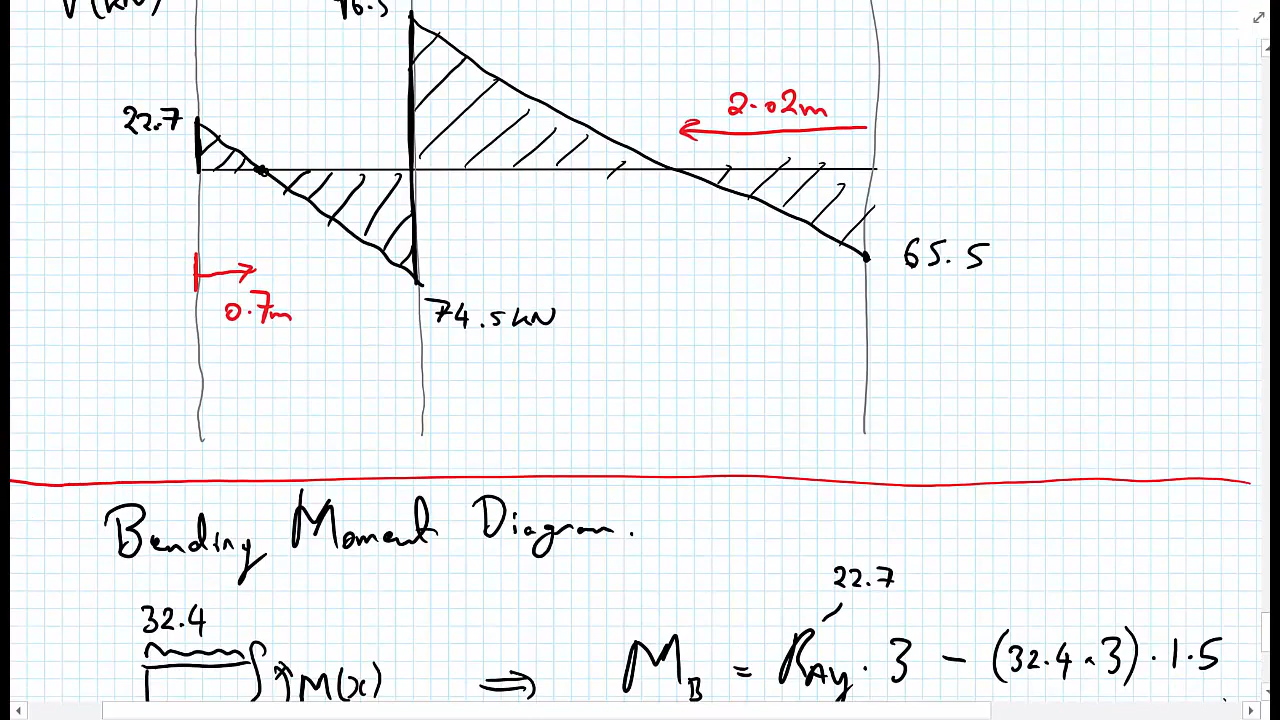 V(kN)
22.7
2.02m
65.5
0.7m
74.5kN
Bending Moment Diagram.
22.7
32.4
M(x) ⇒ M_B = R_Ay · 3 − (32.4 × 3) · 1.5